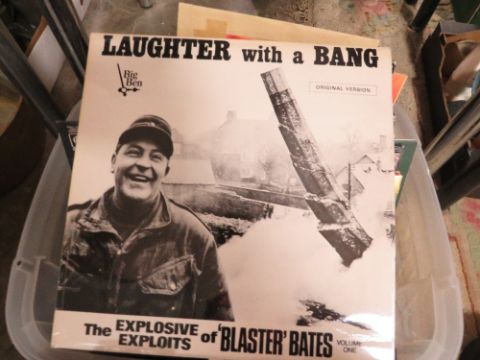 LAUGHTER with a BANG
Big
Ben
ORIGINAL VERSION
The EXPLOSIVE EXPLOITS of 'BLASTER' BATES
VOLUME
ONE